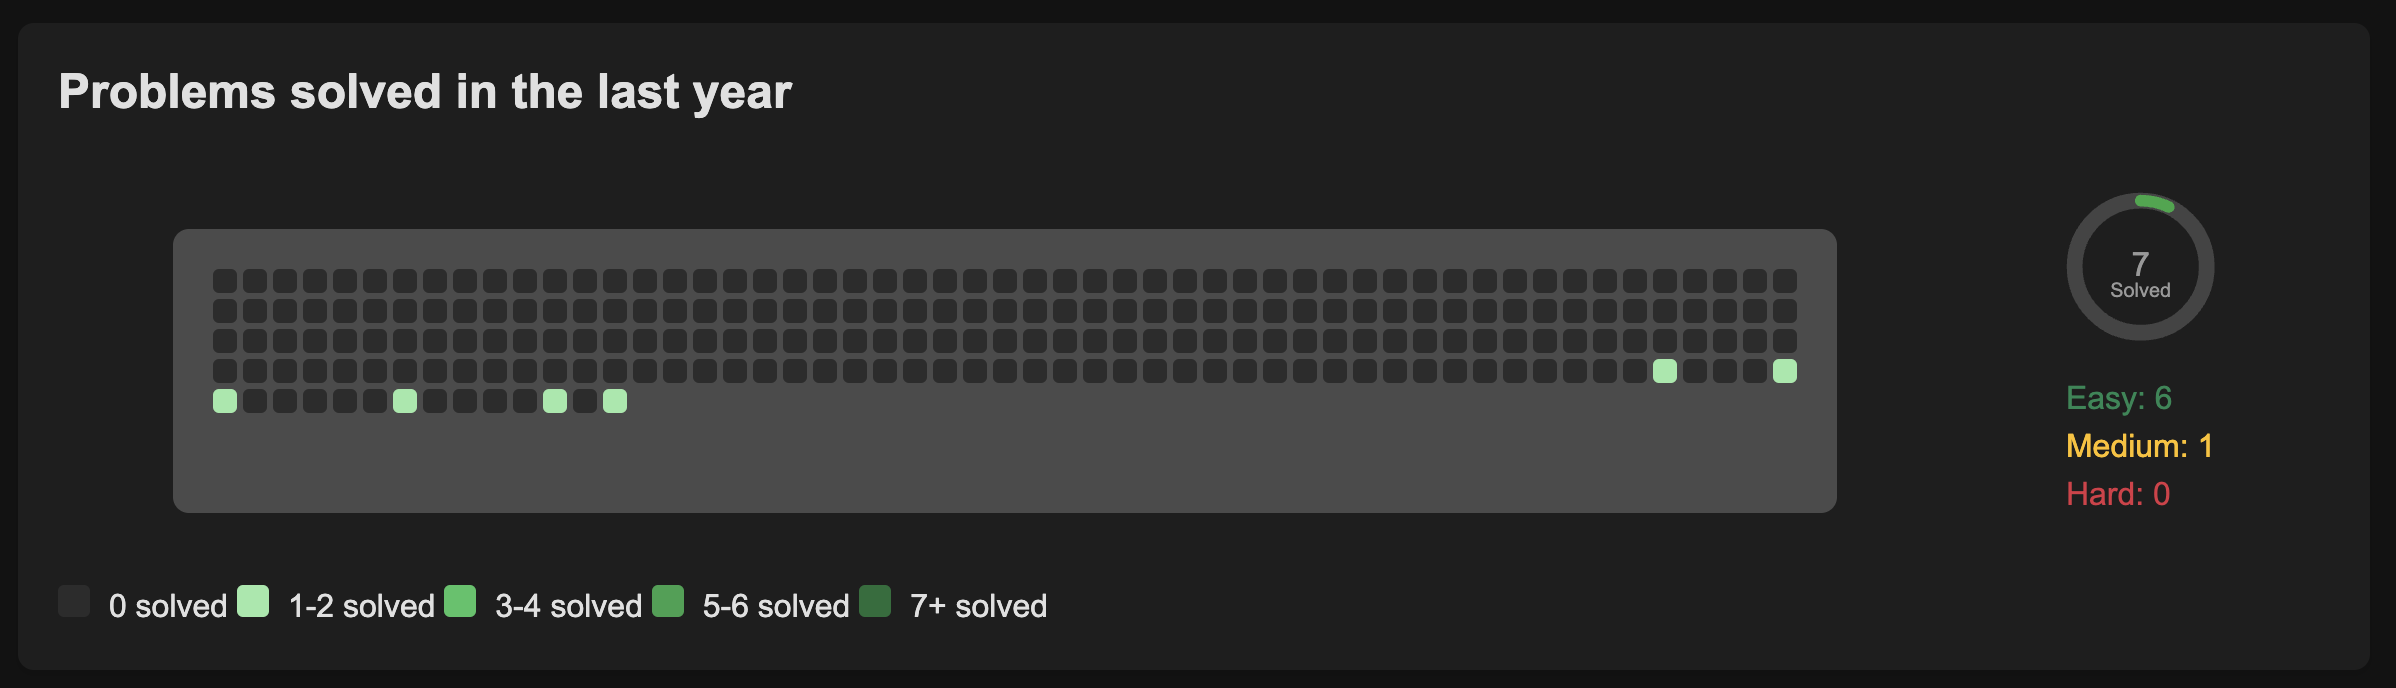 Problems solved in the last year
7
Solved
Easy: 6
Medium: 1
Hard: 0
0 solved 1-2 solved 3-4 solved 5-6 solved 7+ solved